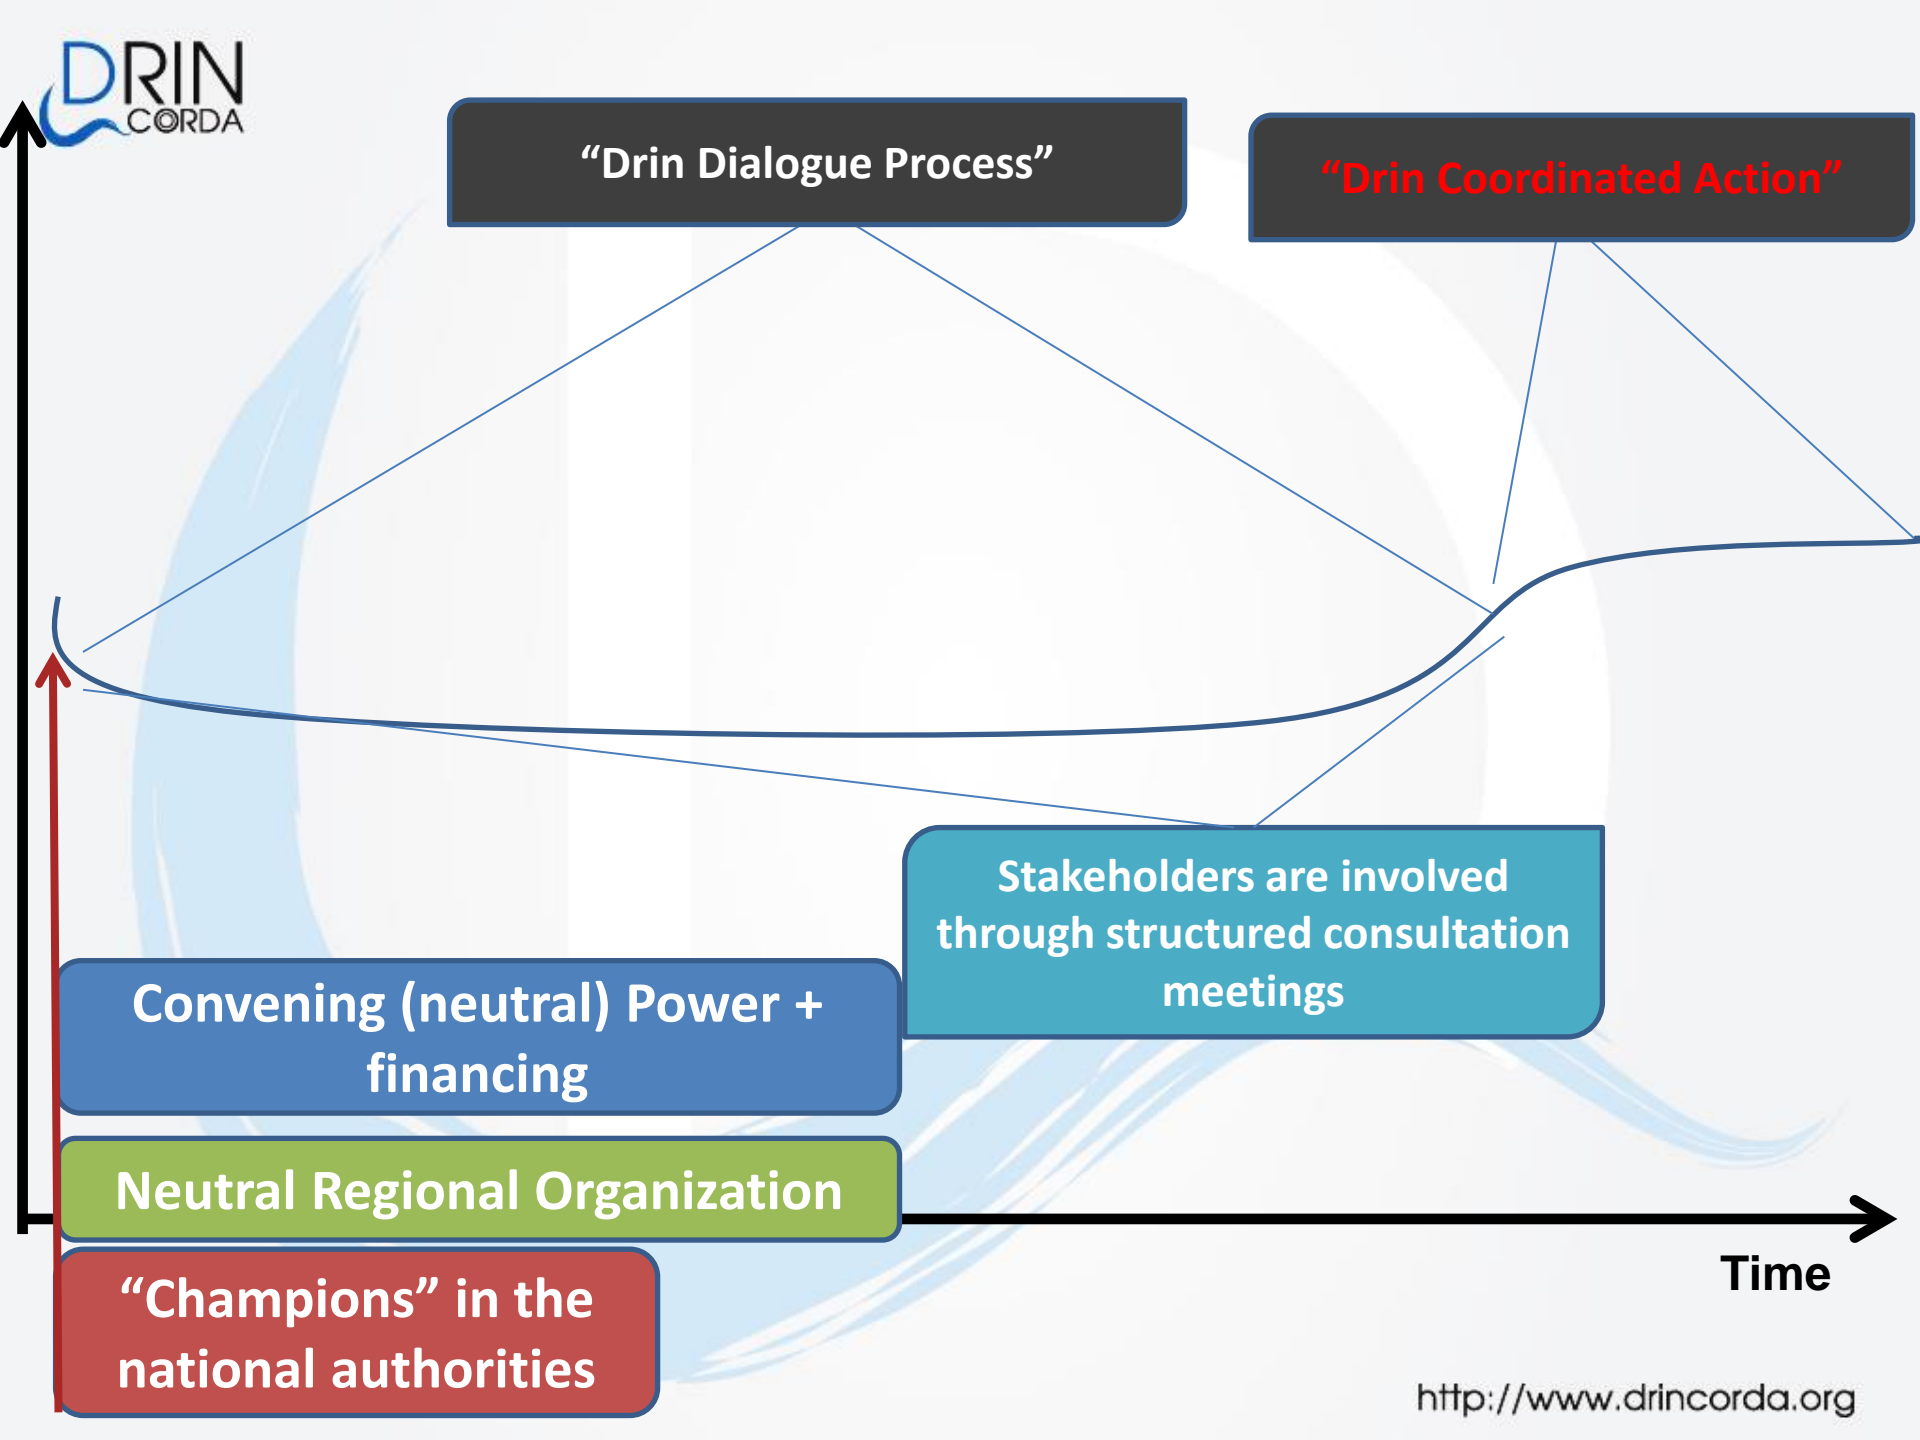 DRIN
CORDA
“Drin Dialogue Process”
“Drin Coordinated Action”
Stakeholders are involved
through structured consultation
meetings
Convening (neutral) Power +
financing
Neutral Regional Organization
Time
“Champions” in the
national authorities
http://www.drincorda.org